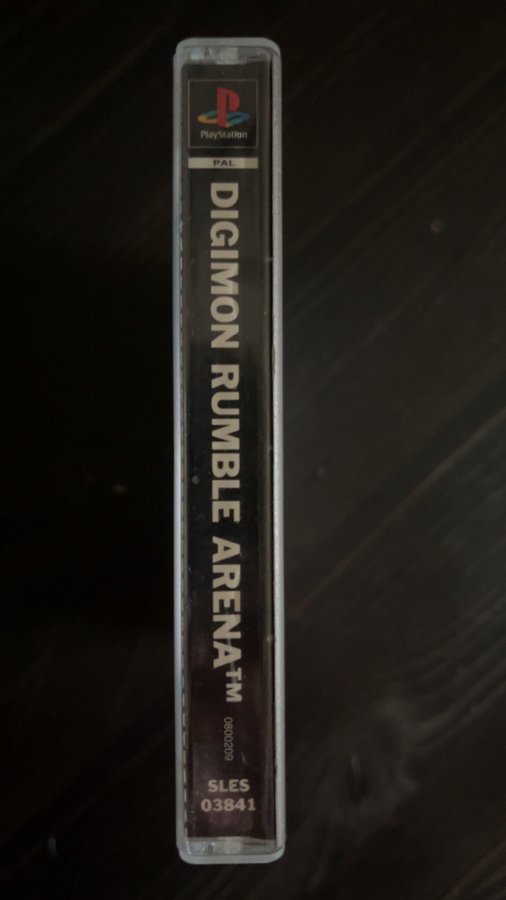 PlayStation
PAL
DIGIMON RUMBLE ARENA™
0800209
SLES
03841